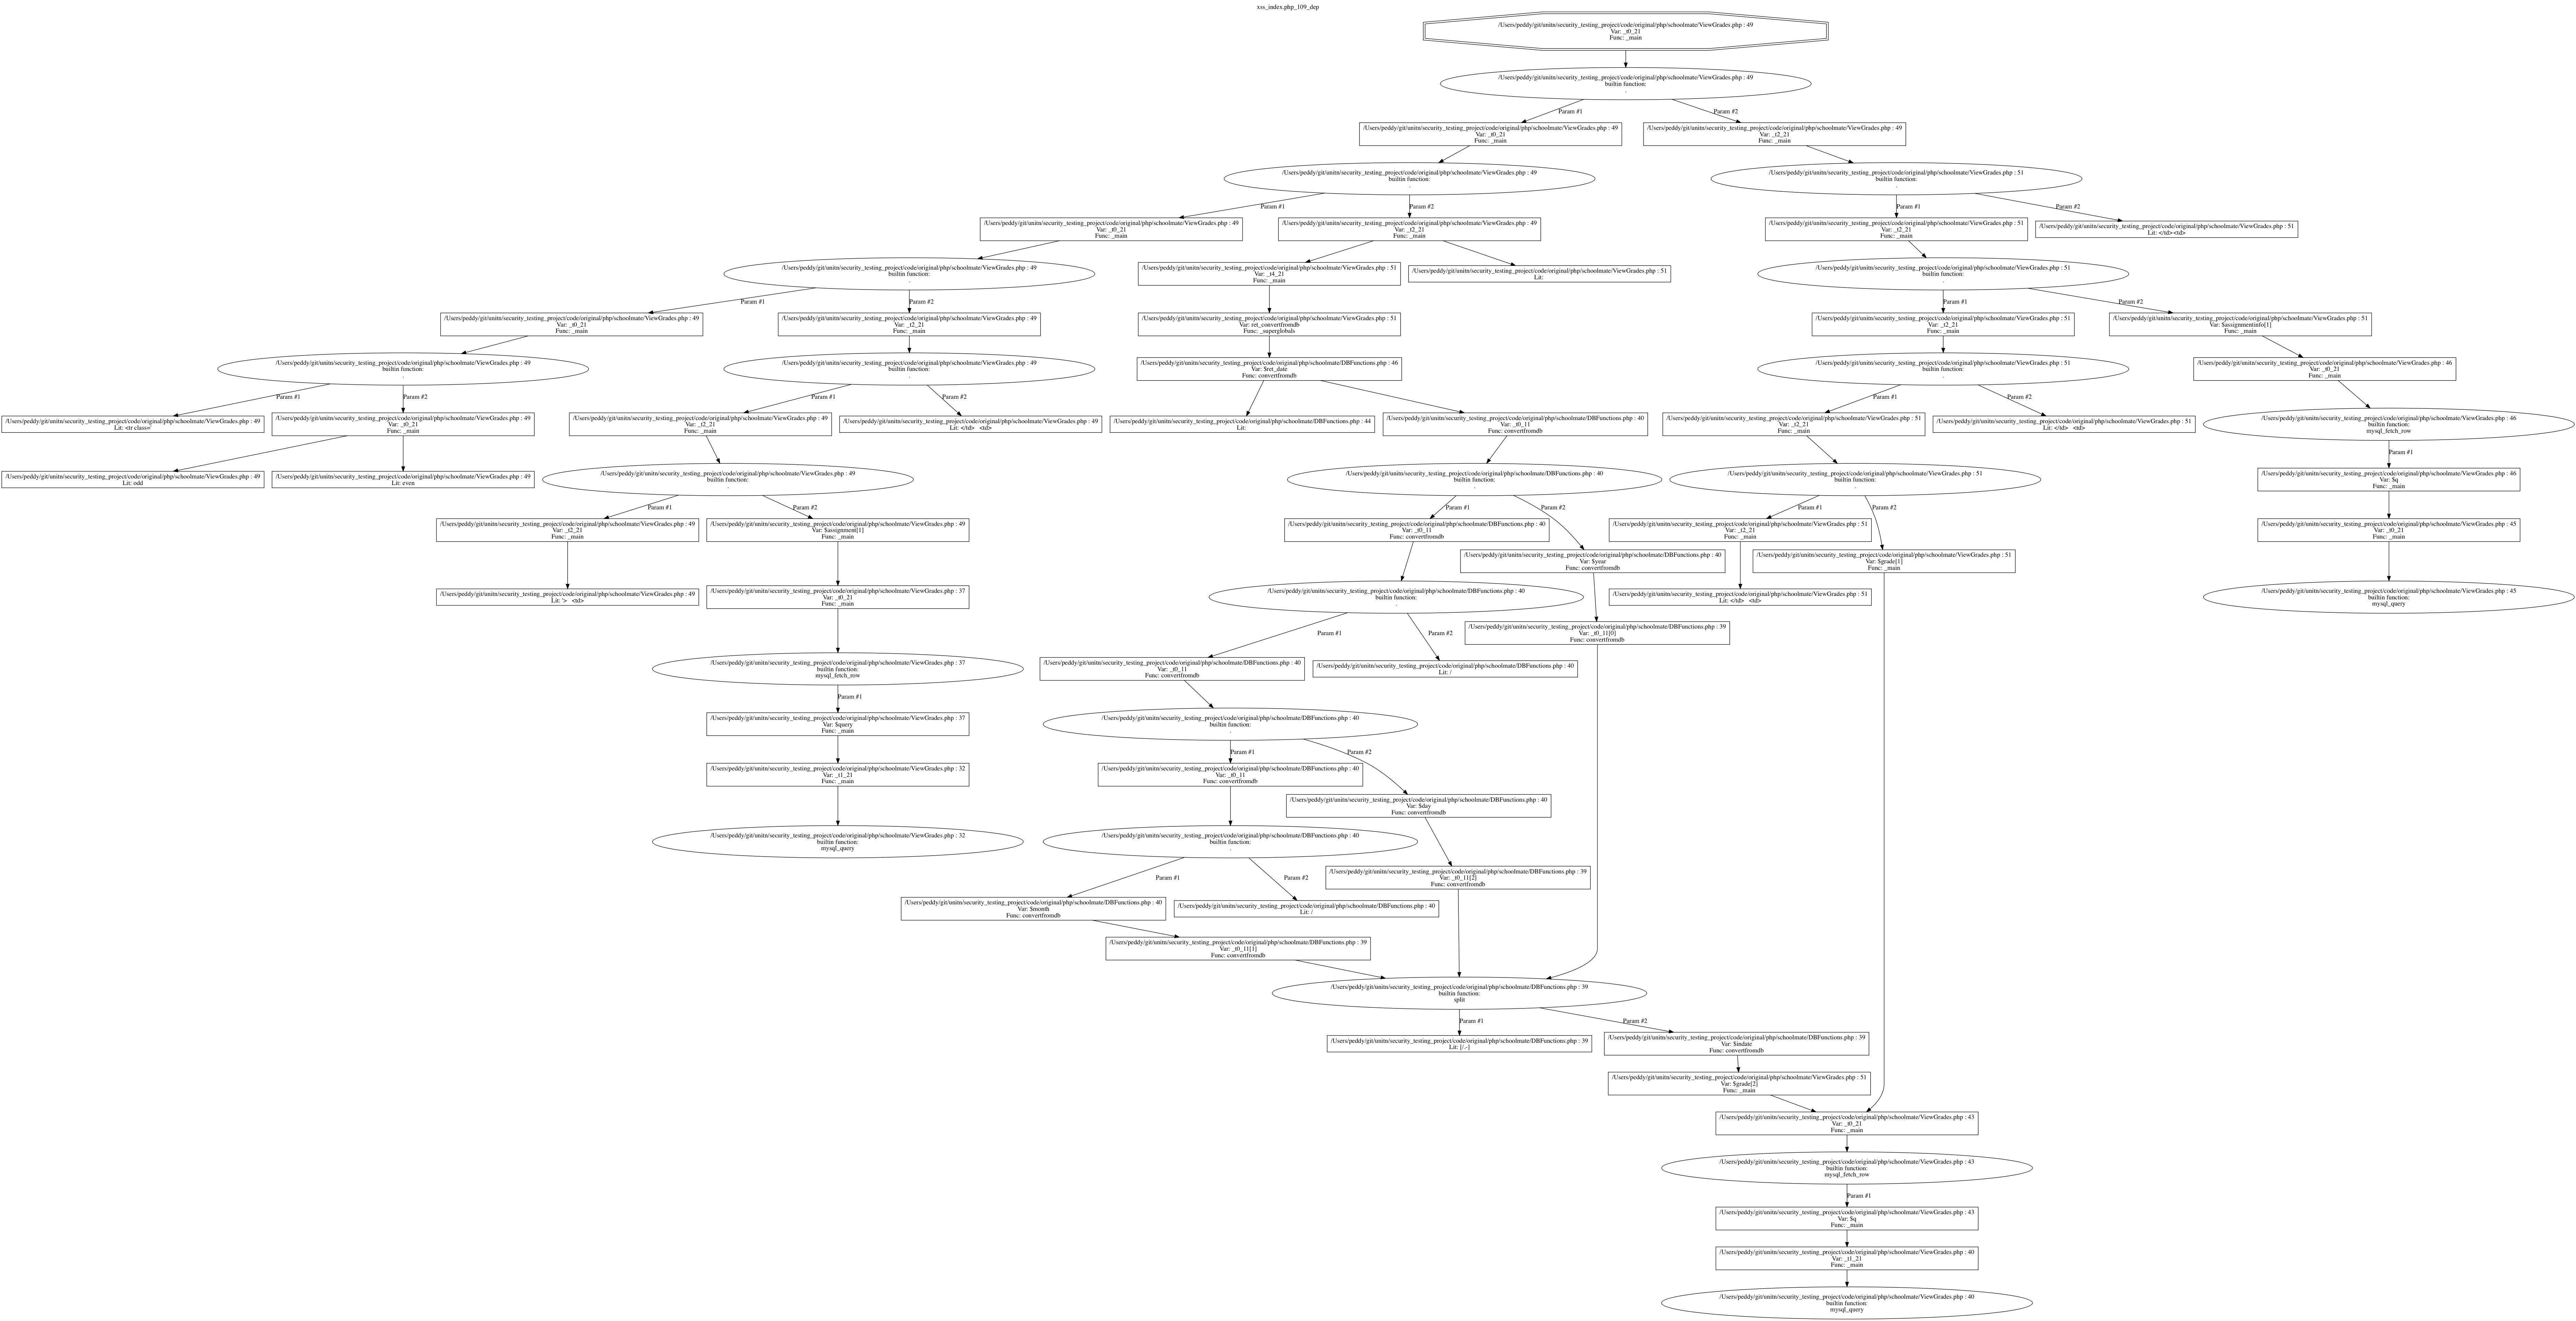 xss_index.php_109_dep
/Users/peddy/git/unitn/security_testing_project/code/original/php/schoolmate/ViewGrades.php : 49
Var: _t0_21
Func: _main
/Users/peddy/git/unitn/security_testing_project/code/original/php/schoolmate/ViewGrades.php : 49
builtin function:
.
Param #1
Param #2
/Users/peddy/git/unitn/security_testing_project/code/original/php/schoolmate/ViewGrades.php : 49
Var: _t0_21
Func: _main
/Users/peddy/git/unitn/security_testing_project/code/original/php/schoolmate/ViewGrades.php : 49
Var: _t2_21
Func: _main
/Users/peddy/git/unitn/security_testing_project/code/original/php/schoolmate/ViewGrades.php : 49
builtin function:
.
/Users/peddy/git/unitn/security_testing_project/code/original/php/schoolmate/ViewGrades.php : 51
builtin function:
.
Param #1
Param #2
Param #1
Param #2
/Users/peddy/git/unitn/security_testing_project/code/original/php/schoolmate/ViewGrades.php : 49
Var: _t0_21
Func: _main
/Users/peddy/git/unitn/security_testing_project/code/original/php/schoolmate/ViewGrades.php : 49
Var: _t2_21
Func: _main
/Users/peddy/git/unitn/security_testing_project/code/original/php/schoolmate/ViewGrades.php : 51
Var: _t2_21
Func: _main
/Users/peddy/git/unitn/security_testing_project/code/original/php/schoolmate/ViewGrades.php : 51
Lit: </td><td>
/Users/peddy/git/unitn/security_testing_project/code/original/php/schoolmate/ViewGrades.php : 49
builtin function:
.
/Users/peddy/git/unitn/security_testing_project/code/original/php/schoolmate/ViewGrades.php : 51
Var: _t4_21
Func: _main
/Users/peddy/git/unitn/security_testing_project/code/original/php/schoolmate/ViewGrades.php : 51
Lit:
/Users/peddy/git/unitn/security_testing_project/code/original/php/schoolmate/ViewGrades.php : 51
builtin function:
.
Param #1
Param #2
Param #1
Param #2
/Users/peddy/git/unitn/security_testing_project/code/original/php/schoolmate/ViewGrades.php : 49
Var: _t0_21
Func: _main
/Users/peddy/git/unitn/security_testing_project/code/original/php/schoolmate/ViewGrades.php : 49
Var: _t2_21
Func: _main
/Users/peddy/git/unitn/security_testing_project/code/original/php/schoolmate/ViewGrades.php : 51
Var: ret_convertfromdb
Func: _superglobals
/Users/peddy/git/unitn/security_testing_project/code/original/php/schoolmate/ViewGrades.php : 51
Var: _t2_21
Func: _main
/Users/peddy/git/unitn/security_testing_project/code/original/php/schoolmate/ViewGrades.php : 51
Var: $assignmentinfo[1]
Func: _main
/Users/peddy/git/unitn/security_testing_project/code/original/php/schoolmate/ViewGrades.php : 49
builtin function:
.
/Users/peddy/git/unitn/security_testing_project/code/original/php/schoolmate/ViewGrades.php : 49
builtin function:
.
/Users/peddy/git/unitn/security_testing_project/code/original/php/schoolmate/DBFunctions.php : 46
Var: $ret_date
Func: convertfromdb
/Users/peddy/git/unitn/security_testing_project/code/original/php/schoolmate/ViewGrades.php : 51
builtin function:
.
/Users/peddy/git/unitn/security_testing_project/code/original/php/schoolmate/ViewGrades.php : 46
Var: _t0_21
Func: _main
Param #1
Param #2
Param #1
Param #2
Param #1
Param #2
/Users/peddy/git/unitn/security_testing_project/code/original/php/schoolmate/ViewGrades.php : 49
Lit: <tr class='
/Users/peddy/git/unitn/security_testing_project/code/original/php/schoolmate/ViewGrades.php : 49
Var: _t0_21
Func: _main
/Users/peddy/git/unitn/security_testing_project/code/original/php/schoolmate/ViewGrades.php : 49
Var: _t2_21
Func: _main
/Users/peddy/git/unitn/security_testing_project/code/original/php/schoolmate/ViewGrades.php : 49
Lit: </td>   <td>
/Users/peddy/git/unitn/security_testing_project/code/original/php/schoolmate/DBFunctions.php : 44
Lit:
/Users/peddy/git/unitn/security_testing_project/code/original/php/schoolmate/DBFunctions.php : 40
Var: _t0_11
Func: convertfromdb
/Users/peddy/git/unitn/security_testing_project/code/original/php/schoolmate/ViewGrades.php : 51
Var: _t2_21
Func: _main
/Users/peddy/git/unitn/security_testing_project/code/original/php/schoolmate/ViewGrades.php : 51
Lit: </td>   <td>
/Users/peddy/git/unitn/security_testing_project/code/original/php/schoolmate/ViewGrades.php : 46
builtin function:
mysql_fetch_row
/Users/peddy/git/unitn/security_testing_project/code/original/php/schoolmate/ViewGrades.php : 49
Lit: odd
/Users/peddy/git/unitn/security_testing_project/code/original/php/schoolmate/ViewGrades.php : 49
Lit: even
/Users/peddy/git/unitn/security_testing_project/code/original/php/schoolmate/ViewGrades.php : 49
builtin function:
.
/Users/peddy/git/unitn/security_testing_project/code/original/php/schoolmate/DBFunctions.php : 40
builtin function:
.
/Users/peddy/git/unitn/security_testing_project/code/original/php/schoolmate/ViewGrades.php : 51
builtin function:
.
Param #1
/Users/peddy/git/unitn/security_testing_project/code/original/php/schoolmate/ViewGrades.php : 46
Var: $q
Func: _main
Param #1
Param #2
Param #1
Param #2
Param #1
Param #2
/Users/peddy/git/unitn/security_testing_project/code/original/php/schoolmate/ViewGrades.php : 49
Var: _t2_21
Func: _main
/Users/peddy/git/unitn/security_testing_project/code/original/php/schoolmate/ViewGrades.php : 49
Var: $assignment[1]
Func: _main
/Users/peddy/git/unitn/security_testing_project/code/original/php/schoolmate/DBFunctions.php : 40
Var: _t0_11
Func: convertfromdb
/Users/peddy/git/unitn/security_testing_project/code/original/php/schoolmate/DBFunctions.php : 40
Var: $year
Func: convertfromdb
/Users/peddy/git/unitn/security_testing_project/code/original/php/schoolmate/ViewGrades.php : 51
Var: _t2_21
Func: _main
/Users/peddy/git/unitn/security_testing_project/code/original/php/schoolmate/ViewGrades.php : 51
Var: $grade[1]
Func: _main
/Users/peddy/git/unitn/security_testing_project/code/original/php/schoolmate/ViewGrades.php : 45
Var: _t0_21
Func: _main
/Users/peddy/git/unitn/security_testing_project/code/original/php/schoolmate/ViewGrades.php : 49
Lit: '>   <td>
/Users/peddy/git/unitn/security_testing_project/code/original/php/schoolmate/ViewGrades.php : 37
Var: _t0_21
Func: _main
/Users/peddy/git/unitn/security_testing_project/code/original/php/schoolmate/DBFunctions.php : 40
builtin function:
.
/Users/peddy/git/unitn/security_testing_project/code/original/php/schoolmate/ViewGrades.php : 51
Lit: </td>   <td>
/Users/peddy/git/unitn/security_testing_project/code/original/php/schoolmate/ViewGrades.php : 45
builtin function:
mysql_query
Param #1
Param #2
/Users/peddy/git/unitn/security_testing_project/code/original/php/schoolmate/DBFunctions.php : 39
Var: _t0_11[0]
Func: convertfromdb
/Users/peddy/git/unitn/security_testing_project/code/original/php/schoolmate/ViewGrades.php : 37
builtin function:
mysql_fetch_row
/Users/peddy/git/unitn/security_testing_project/code/original/php/schoolmate/DBFunctions.php : 40
Var: _t0_11
Func: convertfromdb
/Users/peddy/git/unitn/security_testing_project/code/original/php/schoolmate/DBFunctions.php : 40
Lit: /
Param #1
/Users/peddy/git/unitn/security_testing_project/code/original/php/schoolmate/ViewGrades.php : 37
Var: $query
Func: _main
/Users/peddy/git/unitn/security_testing_project/code/original/php/schoolmate/DBFunctions.php : 40
builtin function:
.
Param #1
Param #2
/Users/peddy/git/unitn/security_testing_project/code/original/php/schoolmate/ViewGrades.php : 32
Var: _t1_21
Func: _main
/Users/peddy/git/unitn/security_testing_project/code/original/php/schoolmate/DBFunctions.php : 40
Var: _t0_11
Func: convertfromdb
/Users/peddy/git/unitn/security_testing_project/code/original/php/schoolmate/DBFunctions.php : 40
Var: $day
Func: convertfromdb
/Users/peddy/git/unitn/security_testing_project/code/original/php/schoolmate/ViewGrades.php : 32
builtin function:
mysql_query
/Users/peddy/git/unitn/security_testing_project/code/original/php/schoolmate/DBFunctions.php : 40
builtin function:
.
Param #1
Param #2
/Users/peddy/git/unitn/security_testing_project/code/original/php/schoolmate/DBFunctions.php : 39
Var: _t0_11[2]
Func: convertfromdb
/Users/peddy/git/unitn/security_testing_project/code/original/php/schoolmate/DBFunctions.php : 40
Var: $month
Func: convertfromdb
/Users/peddy/git/unitn/security_testing_project/code/original/php/schoolmate/DBFunctions.php : 40
Lit: /
/Users/peddy/git/unitn/security_testing_project/code/original/php/schoolmate/DBFunctions.php : 39
Var: _t0_11[1]
Func: convertfromdb
/Users/peddy/git/unitn/security_testing_project/code/original/php/schoolmate/DBFunctions.php : 39
builtin function:
split
Param #1
Param #2
/Users/peddy/git/unitn/security_testing_project/code/original/php/schoolmate/DBFunctions.php : 39
Lit: [/.-]
/Users/peddy/git/unitn/security_testing_project/code/original/php/schoolmate/DBFunctions.php : 39
Var: $indate
Func: convertfromdb
/Users/peddy/git/unitn/security_testing_project/code/original/php/schoolmate/ViewGrades.php : 51
Var: $grade[2]
Func: _main
/Users/peddy/git/unitn/security_testing_project/code/original/php/schoolmate/ViewGrades.php : 43
Var: _t0_21
Func: _main
/Users/peddy/git/unitn/security_testing_project/code/original/php/schoolmate/ViewGrades.php : 43
builtin function:
mysql_fetch_row
Param #1
/Users/peddy/git/unitn/security_testing_project/code/original/php/schoolmate/ViewGrades.php : 43
Var: $q
Func: _main
/Users/peddy/git/unitn/security_testing_project/code/original/php/schoolmate/ViewGrades.php : 40
Var: _t1_21
Func: _main
/Users/peddy/git/unitn/security_testing_project/code/original/php/schoolmate/ViewGrades.php : 40
builtin function:
mysql_query